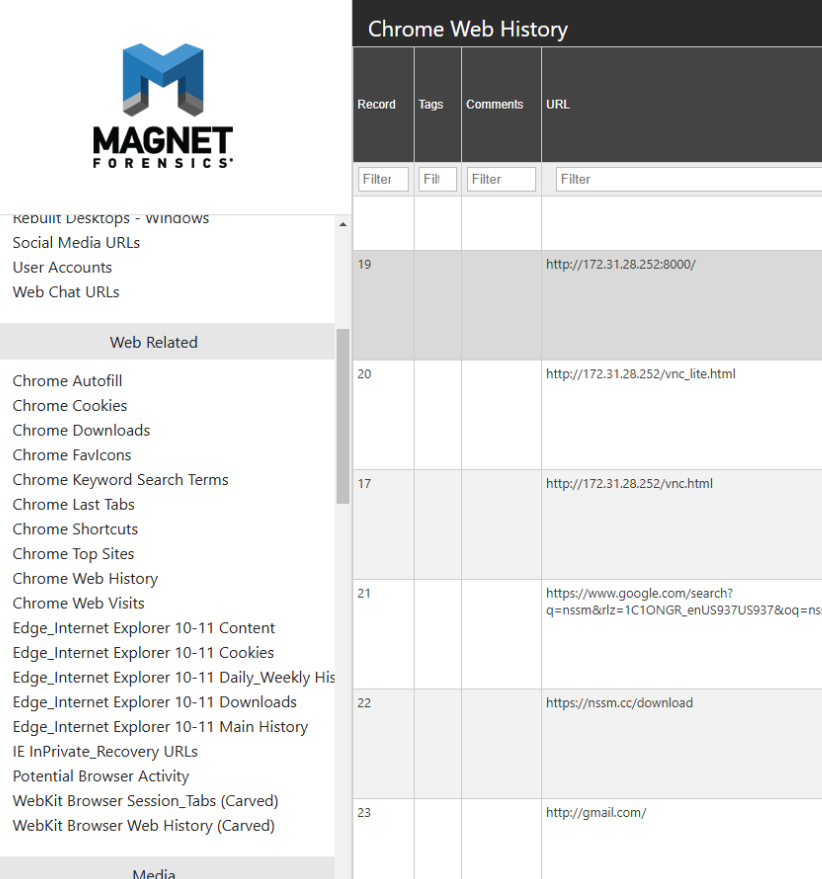 MAGNET
FORENSICS
Rebuilt Desktops - Windows
Social Media URLs
User Accounts
Web Chat URLs
Web Related
Chrome Autofill
Chrome Cookies
Chrome Downloads
Chrome FavIcons
Chrome Keyword Search Terms
Chrome Last Tabs
Chrome Shortcuts
Chrome Top Sites
Chrome Web History
Chrome Web Visits
Edge_Internet Explorer 10-11 Content
Edge_Internet Explorer 10-11 Cookies
Edge_Internet Explorer 10-11 Daily_Weekly His
Edge_Internet Explorer 10-11 Downloads
Edge_Internet Explorer 10-11 Main History
IE InPrivate_Recovery URLs
Potential Browser Activity
WebKit Browser Session_Tabs (Carved)
WebKit Browser Web History (Carved)
Media
Chrome Web History
Record Tags Comments URL
Filter Filt Filter Filter
19 http://172.31.28.252:8000/
20 http://172.31.28.252/vnc_lite.html
17 http://172.31.28.252/vnc.html
21 https://www.google.com/search?
q=nssm&rlz=1C1ONGR_enUS937US937&oq=nss
22 https://nssm.cc/download
23 http://gmail.com/